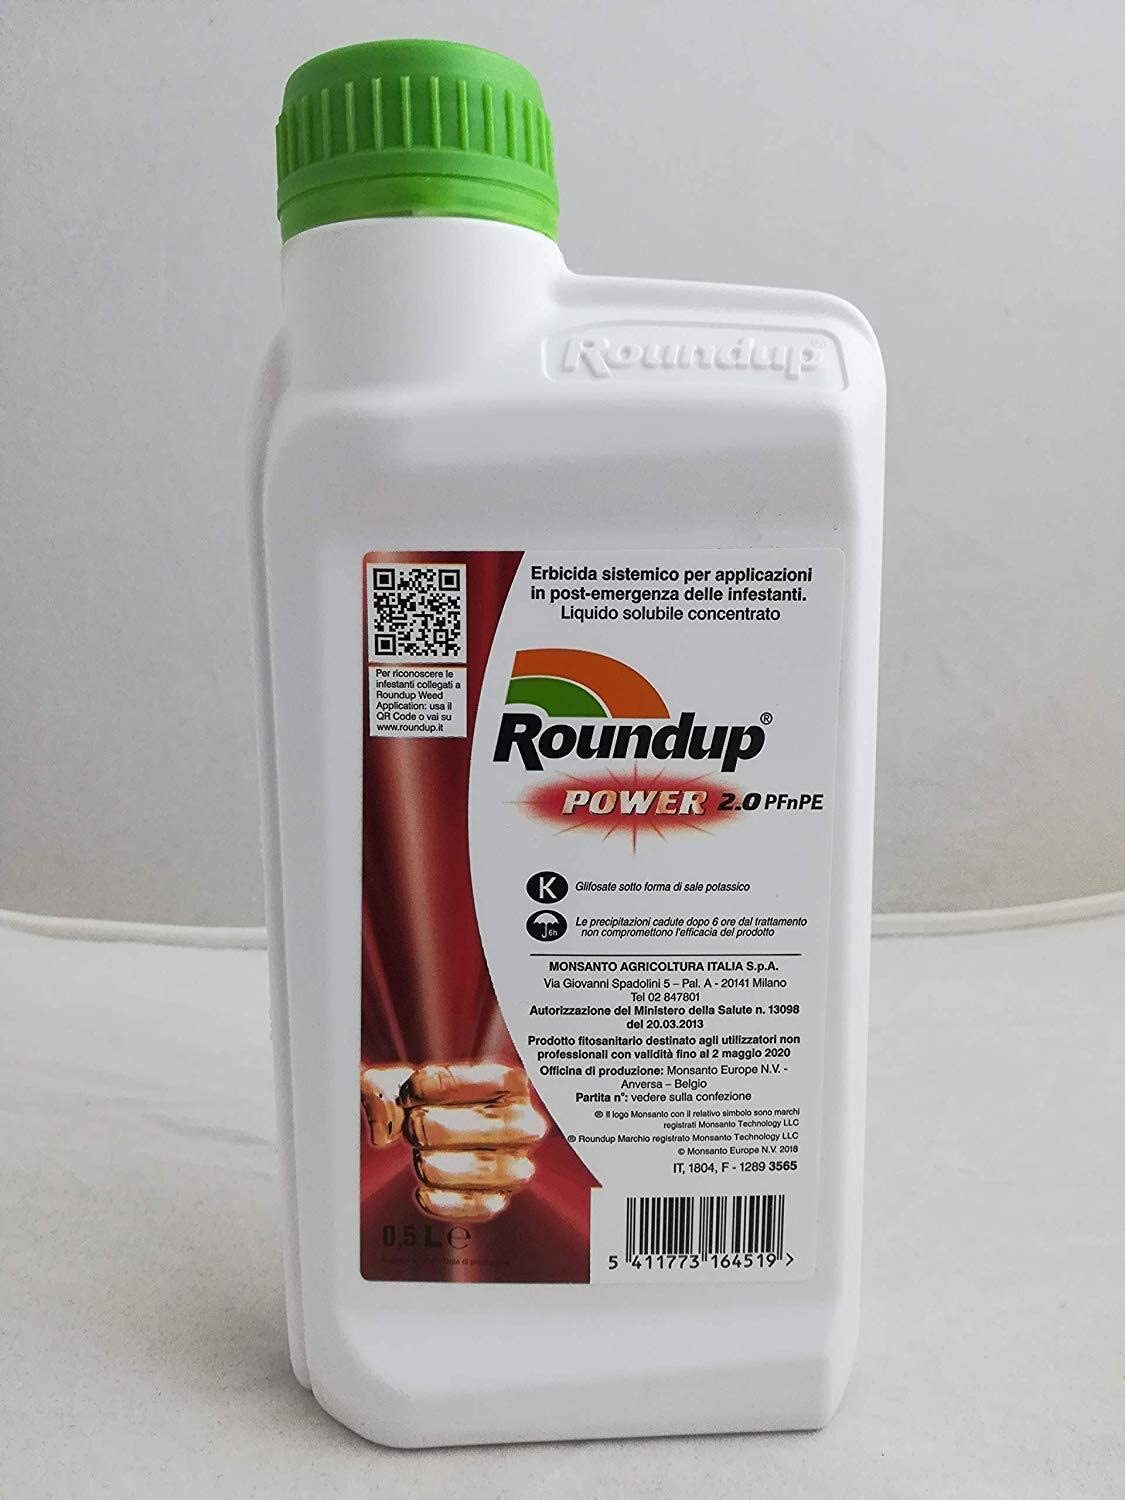 Roundup®
Erbicida sistemico per applicazioni
in post-emergenza delle infestanti.
Liquido solubile concentrato
Per riconoscere le
infestanti collegati a
Roundup Weed
Application: usa il
QR Code o vai su
www.roundup.it
Roundup®
POWER 2.0 PFnPE
K Glifosate sotto forma di sale potassico
6h Le precipitazioni cadute dopo 6 ore dal trattamento
non compromettono l'efficacia del prodotto
MONSANTO AGRICOLTURA ITALIA S.p.A.
Via Giovanni Spadolini 5 – Pal. A - 20141 Milano
Tel 02 847801
Autorizzazione del Ministero della Salute n. 13098
del 20.03.2013
Prodotto fitosanitario destinato agli utilizzatori non
professionali con validità fino al 2 maggio 2020
Officina di produzione: Monsanto Europe N.V. -
Anversa – Belgio
Partita n°: vedere sulla confezione
® Il logo Monsanto con il relativo simbolo sono marchi
registrati Monsanto Technology LLC
® Roundup Marchio registrato Monsanto Technology LLC
© Monsanto Europe N.V. 2018
IT, 1804, F - 1289 3565
0,5 L e
5 411773 164519 >